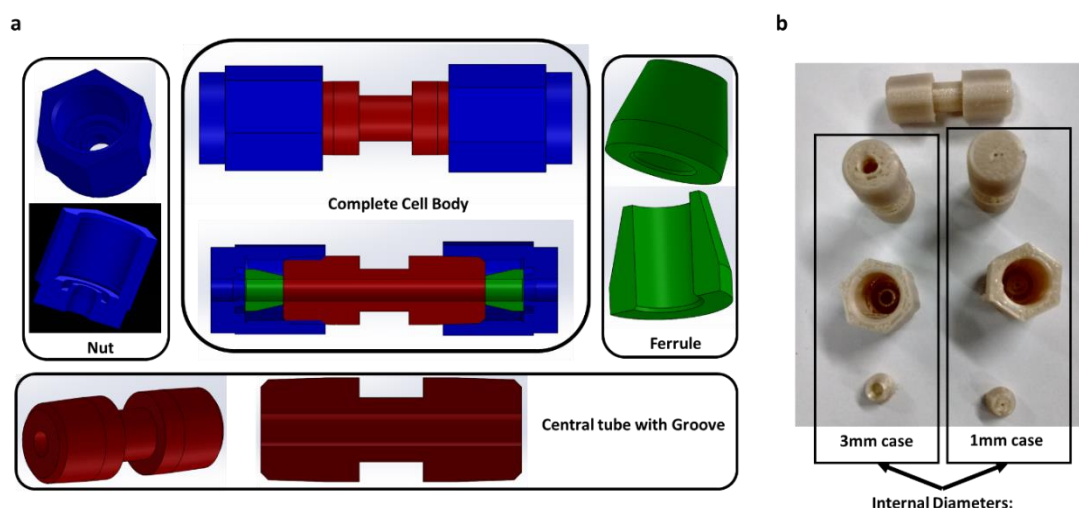 a
b
Complete Cell Body
Nut
Ferrule
Central tube with Groove
3mm case
1mm case
Internal Diameters: